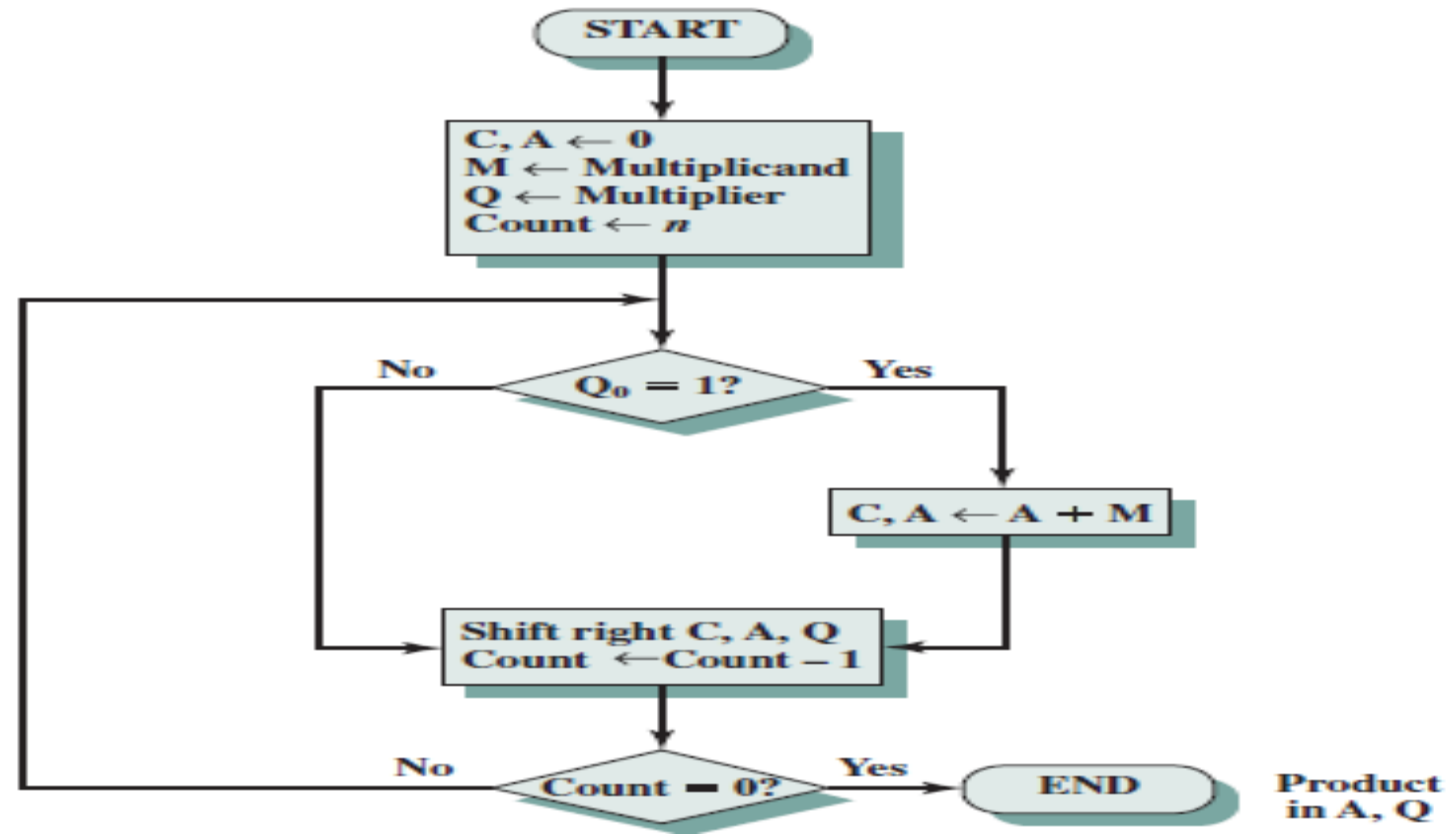 START
C, A ← 0
M ← Multiplicand
Q ← Multiplier
Count ← n
No
Q₀ = 1?
Yes
C, A ← A + M
Shift right C, A, Q
Count ← Count – 1
No
Count = 0?
Yes
END
Product
in A, Q